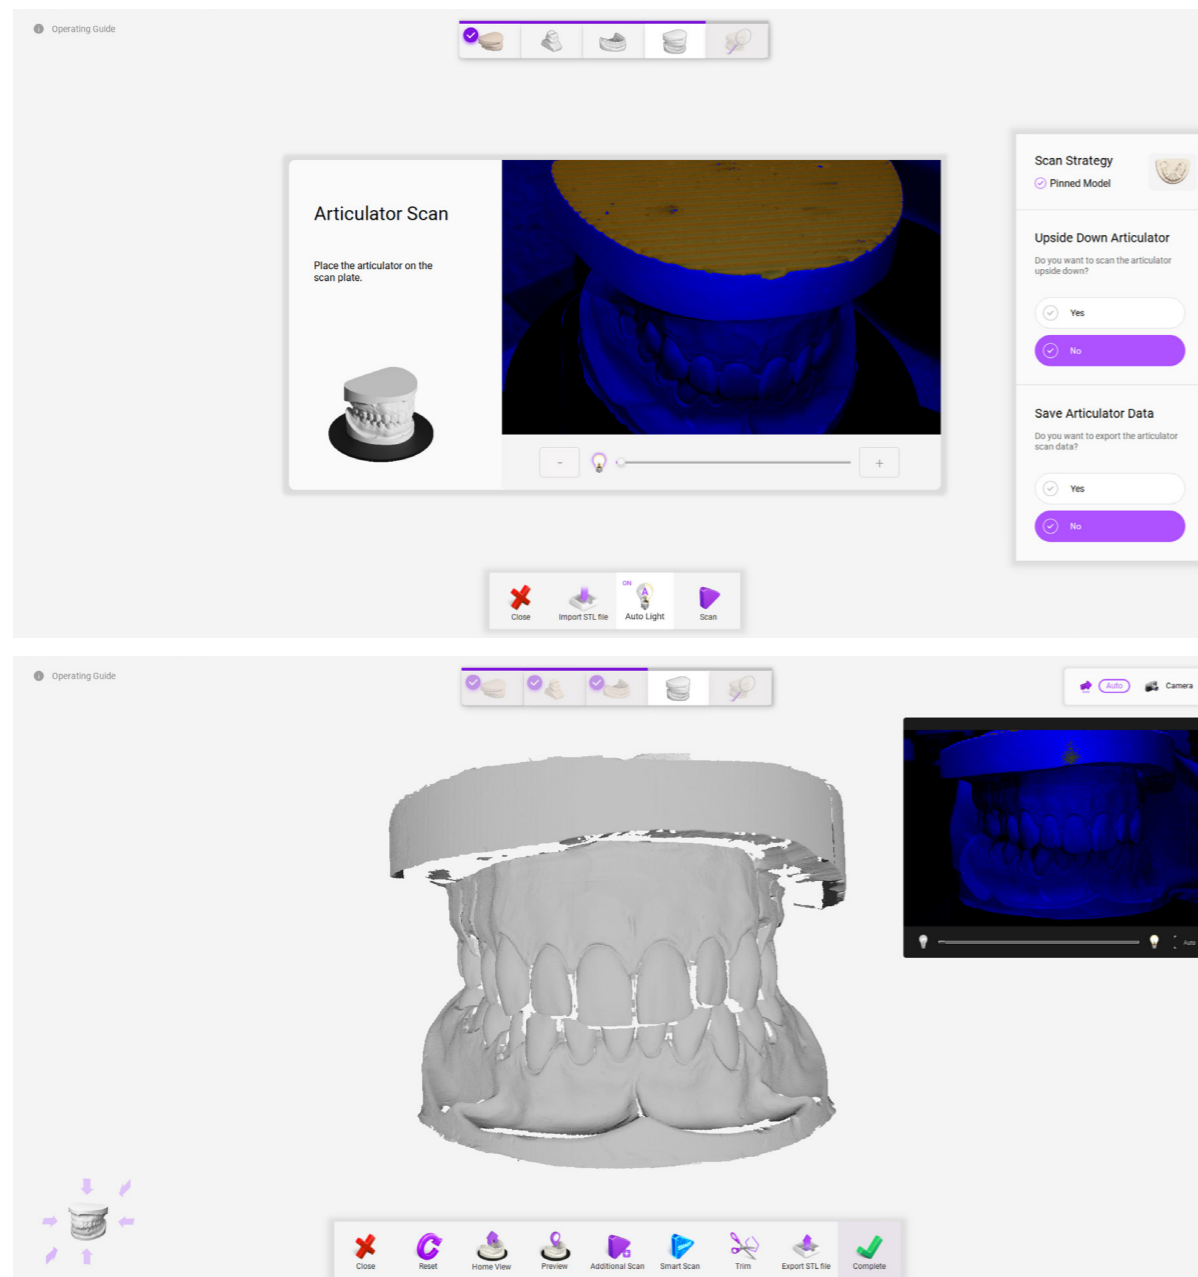 Operating Guide
Articulator Scan
Place the articulator on the
scan plate.
-
+
Scan Strategy
Pinned Model
Upside Down Articulator
Do you want to scan the articulator
upside down?
Yes
No
Save Articulator Data
Do you want to export the articulator
scan data?
Yes
No
ON
A
Close
Import STL file
Auto Light
Scan
Operating Guide
Auto
Camera
Auto
Close
Reset
Home View
Preview
Additional Scan
Smart Scan
Trim
Export STL file
Complete